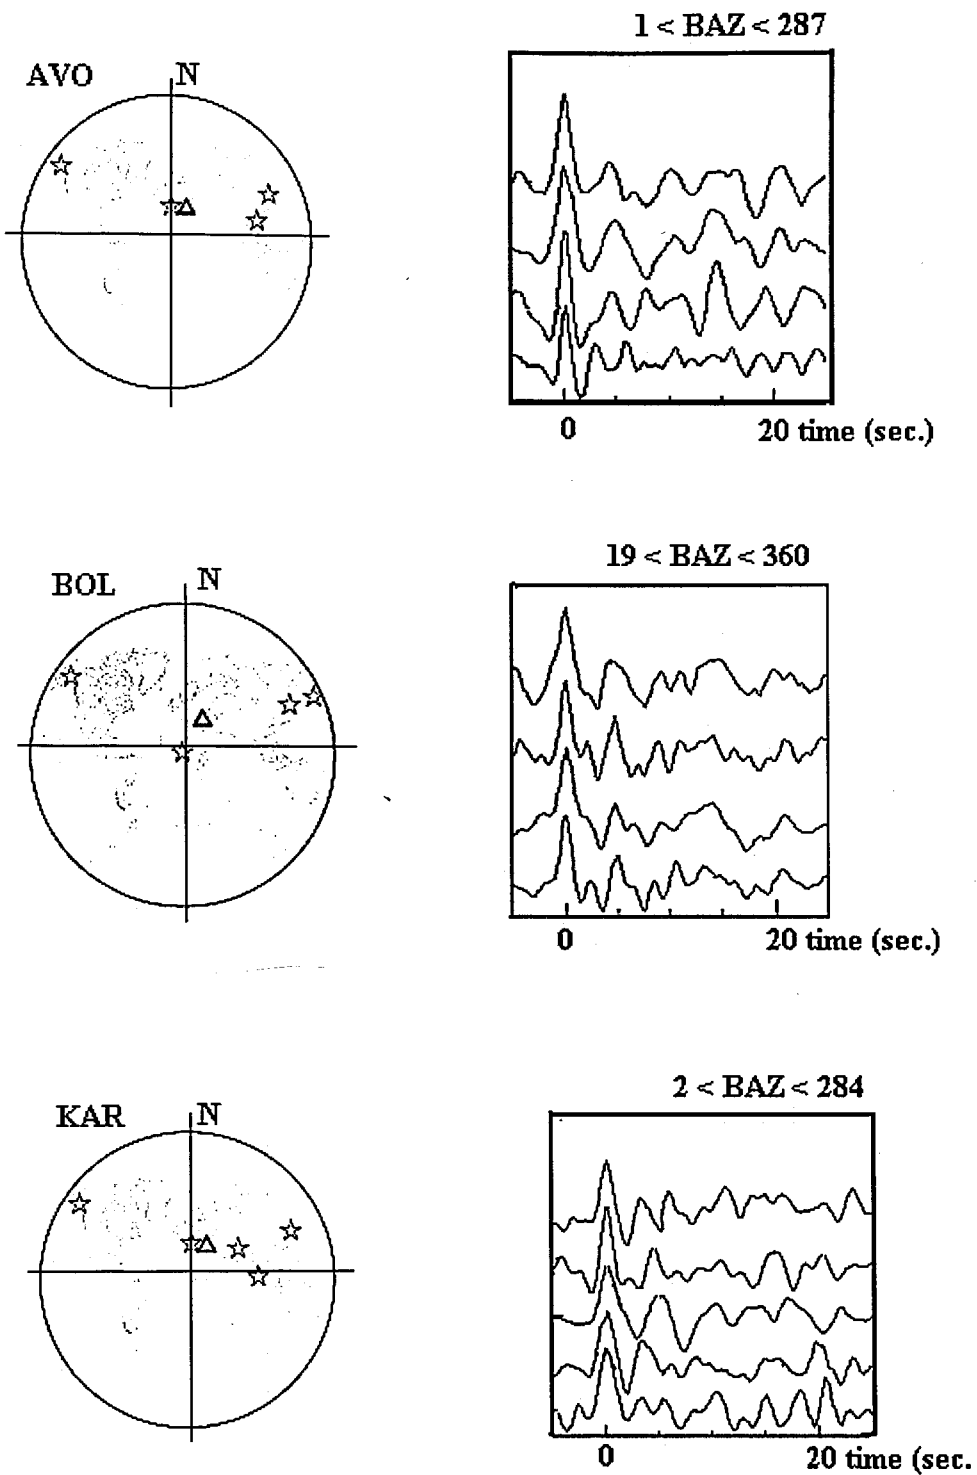 1 < BAZ < 287
AVO
N
0
20 time (sec.)
19 < BAZ < 360
BOL
N
0
20 time (sec.)
2 < BAZ < 284
KAR
N
0
20 time (sec.